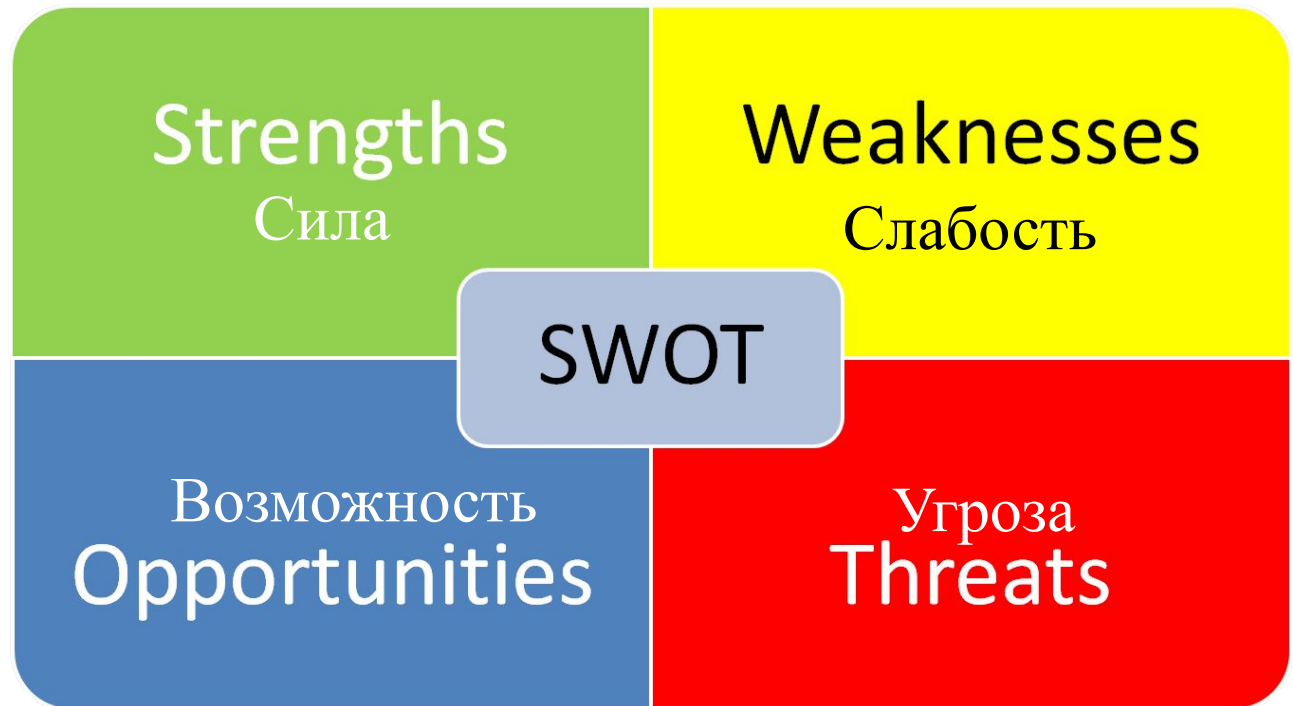 Strengths
Сила
Weaknesses
Слабость
SWOT
Возможность
Opportunities
Угроза
Threats